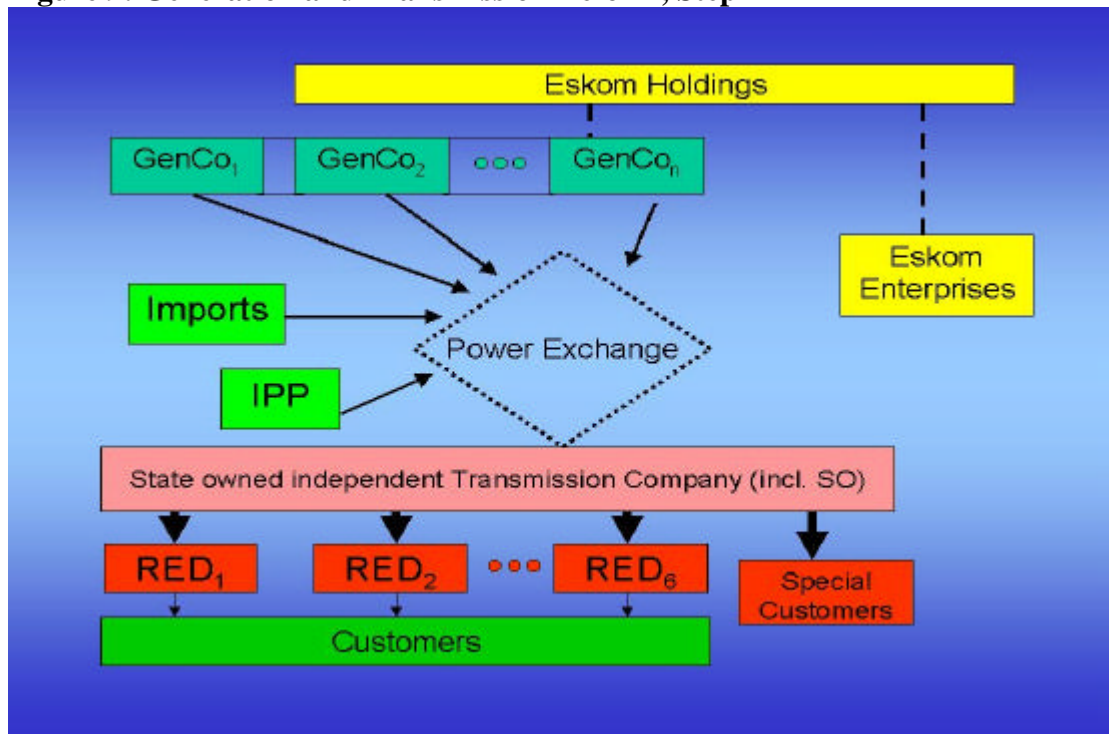 Eskom Holdings
GenCo1
GenCo2
GenCon
Eskom
Enterprises
Imports
Power Exchange
IPP
State owned independent Transmission Company (incl. SO)
RED1
RED2
RED6
Special
Customers
Customers